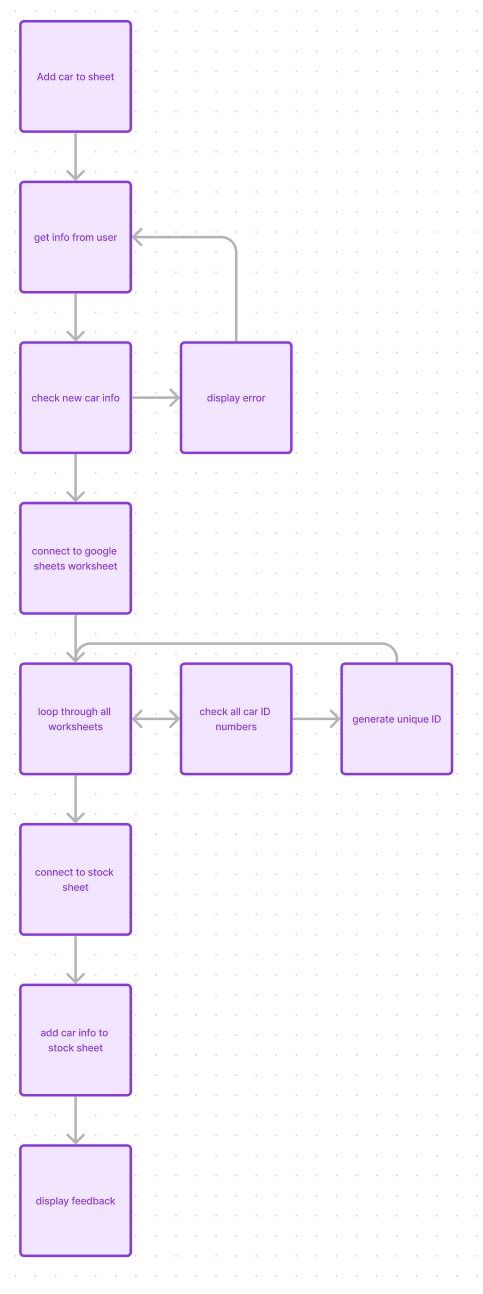 Add car to sheet
get info from user
check new car info
display error
connect to google
sheets worksheet
loop through all
worksheets
check all car ID
numbers
generate unique ID
connect to stock
sheet
add car info to
stock sheet
display feedback